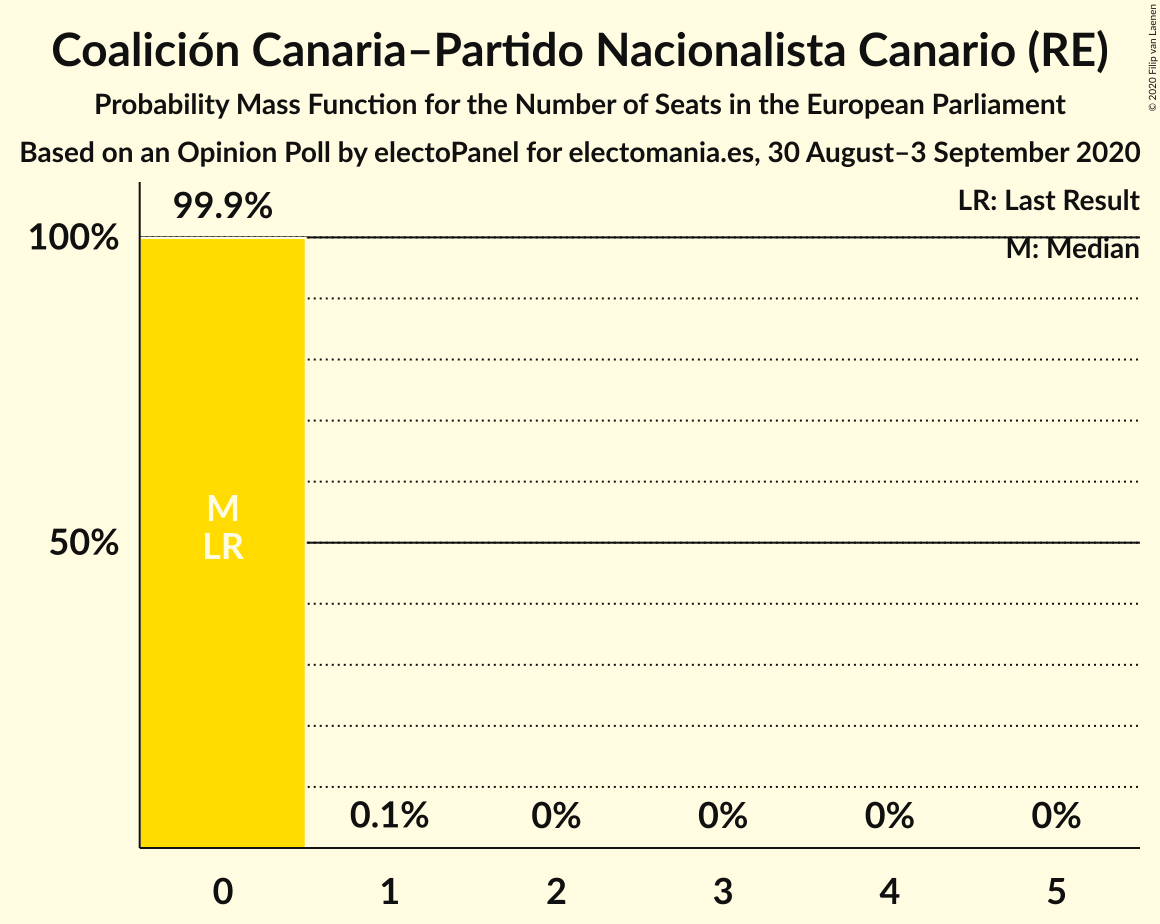 Coalición Canaria–Partido Nacionalista Canario (RE)
Probability Mass Function for the Number of Seats in the European Parliament
Based on an Opinion Poll by electoPanel for electomania.es, 30 August–3 September 2020
© 2020 Filip van Laenen
LR: Last Result
M: Median
99.9%
100%
M
LR
50%
0.1% 0% 0% 0% 0%
0 1 2 3 4 5